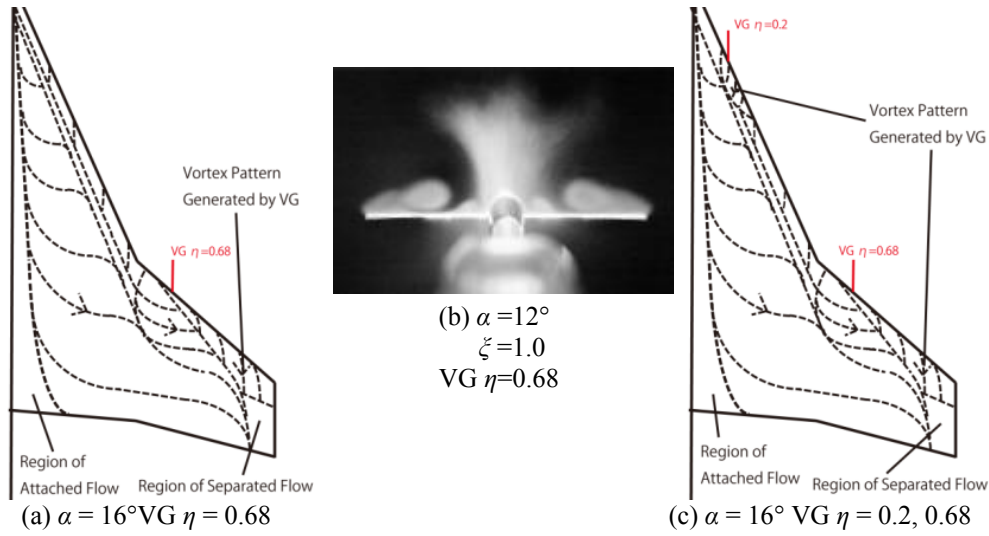 VG η=0.68
Vortex Pattern
Generated by VG
Region of
Attached Flow
Region of Separated Flow
(a) α = 16°VG η = 0.68
(b) α =12°
ξ=1.0
VG η=0.68
VG η=0.2
Vortex Pattern
Generated by VG
VG η=0.68
Region of
Attached Flow
Region of Separated Flow
(c) α = 16° VG η = 0.2, 0.68